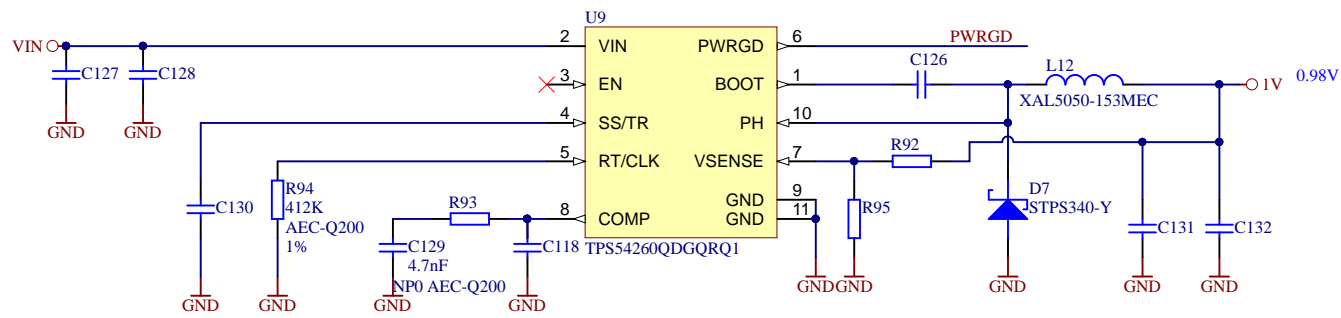 U9
VIN
2
VIN
PWRGD
6
PWRGD
C127
C128
3
EN
BOOT
1
C126
L12
XAL5050-153MEC
1V
0.98V
GND
GND
4
SS/TR
PH
10
5
RT/CLK
VSENSE
7
R92
R94
412K
AEC-Q200
1%
C130
R93
8
COMP
GND
9
GND
11
R95
D7
STPS340-Y
C129
4.7nF
NP0 AEC-Q200
C118
TPS54260QDGQRQ1
C131
C132
GND
GND
GND
GND
GND
GND
GND
GND
GND